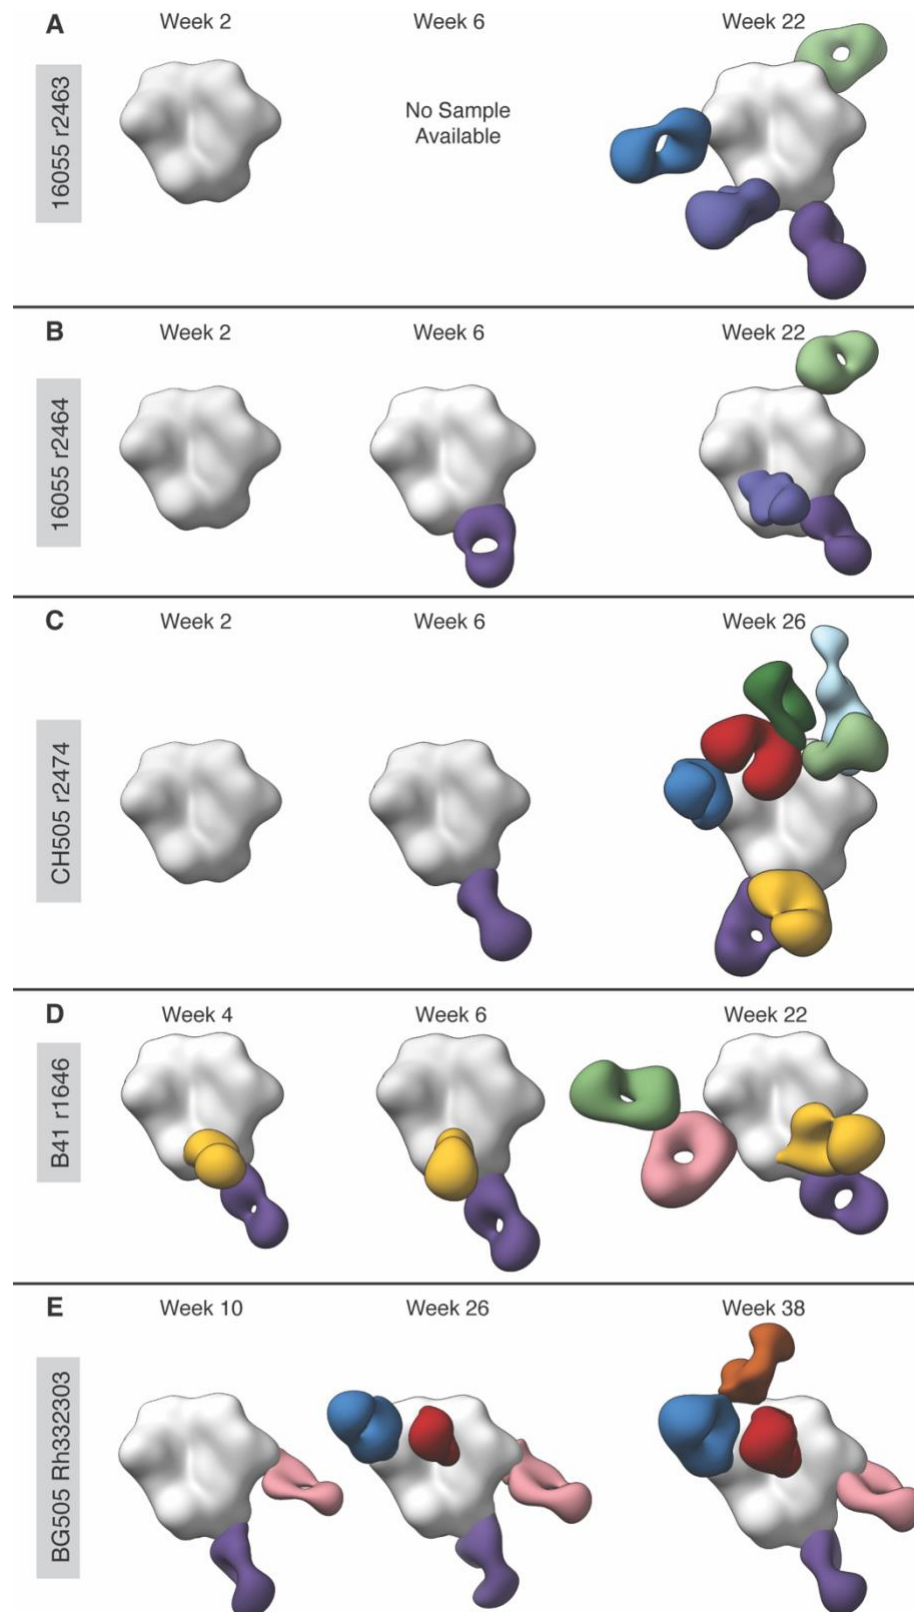 A
Week 2
Week 6
Week 22
16055 r2463
No Sample
Available
B
Week 2
Week 6
Week 22
16055 r2464
C
Week 2
Week 6
Week 26
CH505 r2474
D
Week 4
Week 6
Week 22
B41 r1646
E
Week 10
Week 26
Week 38
BG505 Rh332303